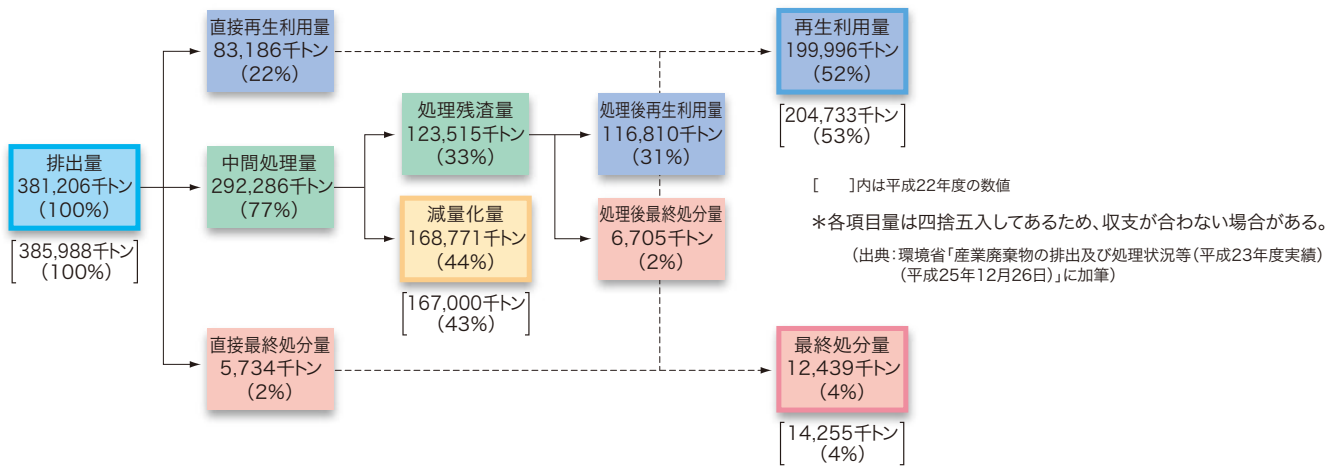 排出量
381,206千トン
(100%)
[385,988千トン]
(100%)
直接再生利用量
83,186千トン
(22%)
中間処理量
292,286千トン
(77%)
直接最終処分量
5,734千トン
(2%)
処理残渣量
123,515千トン
(33%)
減量化量
168,771千トン
(44%)
[167,000千トン]
(43%)
処理後再生利用量
116,810千トン
(31%)
処理後最終処分量
6,705千トン
(2%)
再生利用量
199,996千トン
(52%)
[204,733千トン]
(53%)
最終処分量
12,439千トン
(4%)
[14,255千トン]
(4%)
[　]内は平成22年度の数値
＊各項目量は四捨五入してあるため、収支が合わない場合がある。
(出典：環境省「産業廃棄物の排出及び処理状況等(平成23年度実績)
(平成25年12月26日)」に加筆)